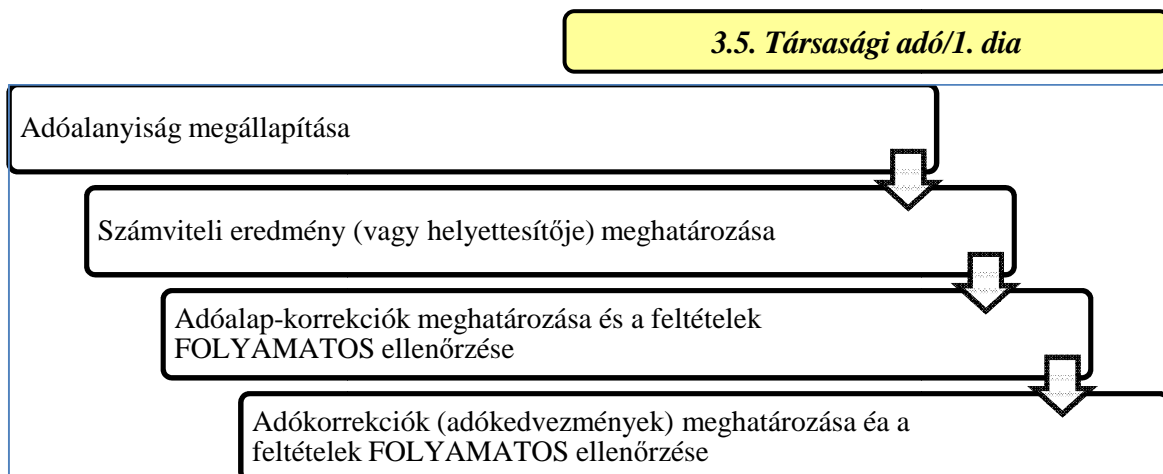 3.5. Társasági adó/1. dia
Adóalanyiság megállapítása
Számviteli eredmény (vagy helyettesítője) meghatározása
Adóalap-korrekciók meghatározása és a feltételek
FOLYAMATOS ellenőrzése
Adókorrekciók (adókedvezmények) meghatározása éa a
feltételek FOLYAMATOS ellenőrzése